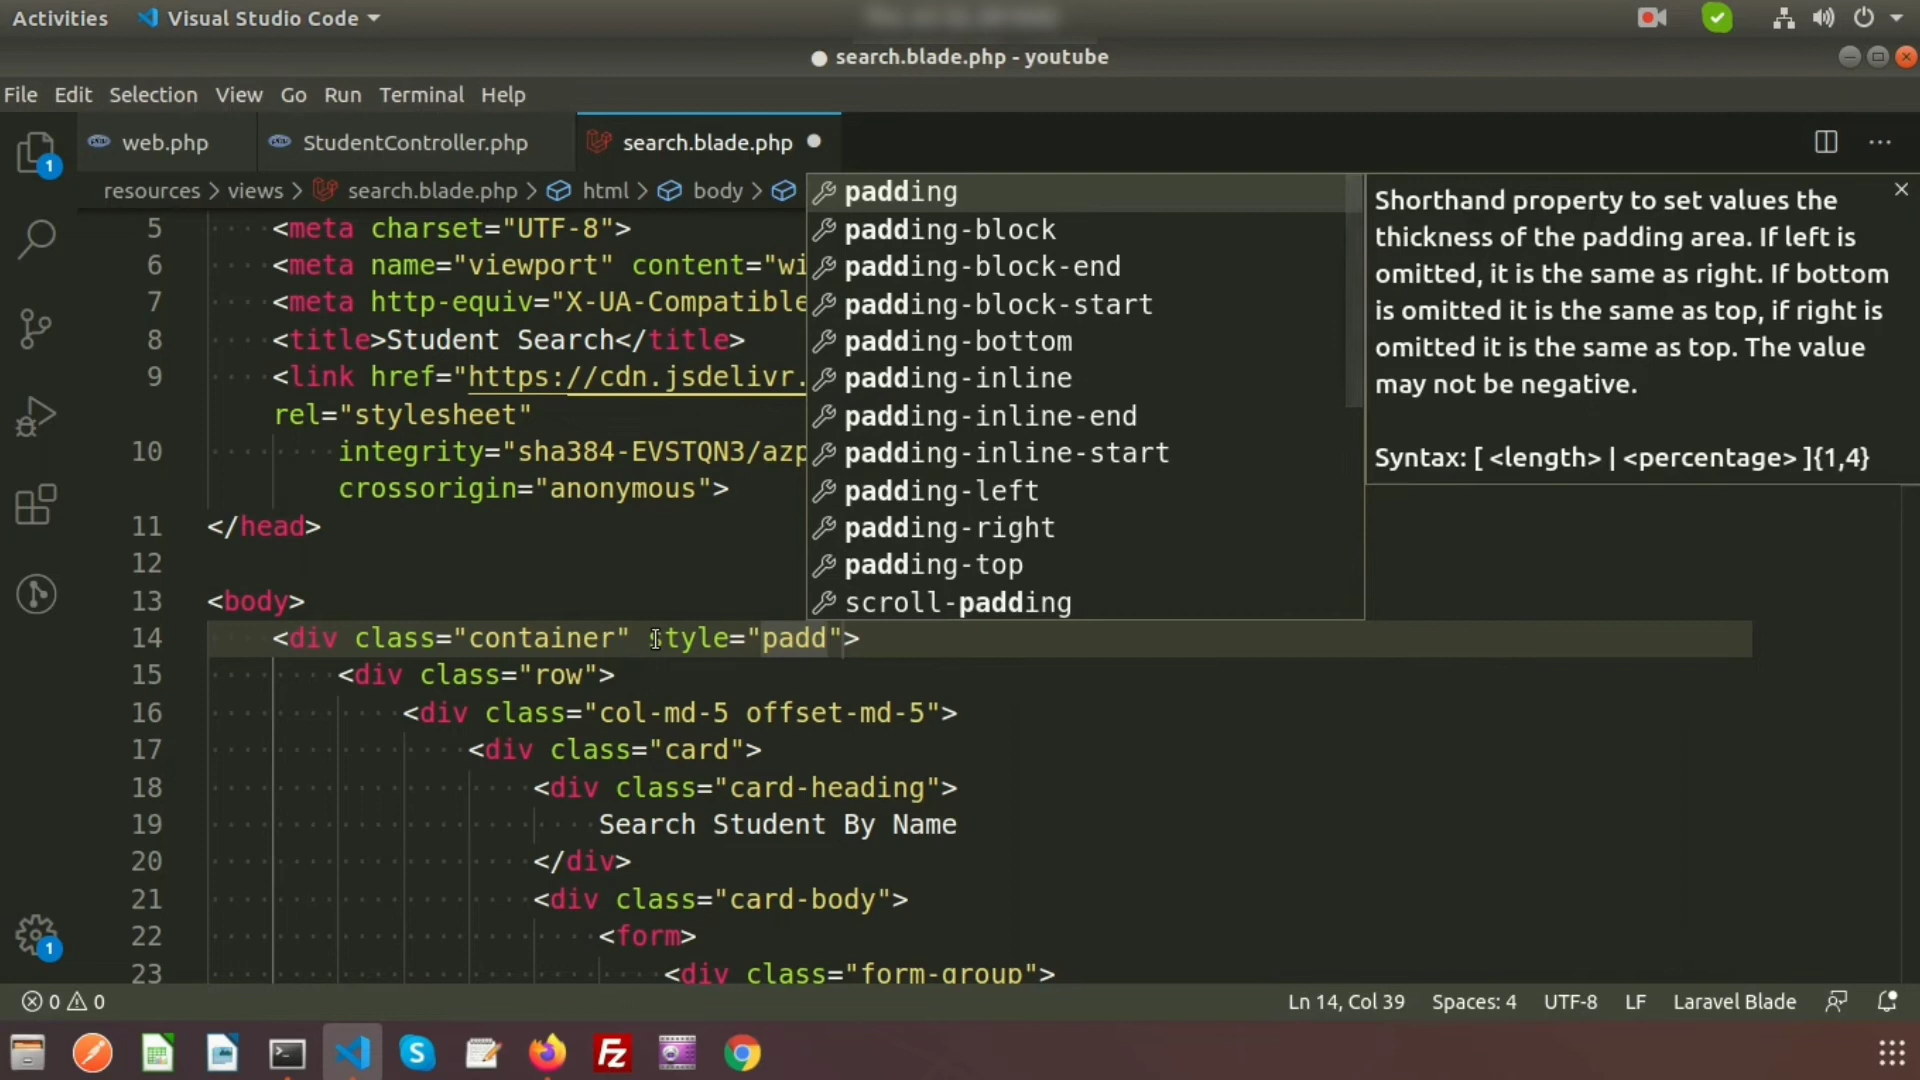 Activities
Visual Studio Code
● search.blade.php - youtube
File Edit Selection View Go Run Terminal Help
1
web.php
StudentController.php
search.blade.php ●
resources > views > search.blade.php > html > body >
5 <meta charset="UTF-8">
6 <meta name="viewport" content="wi
7 <meta http-equiv="X-UA-Compatible
8 <title>Student Search</title>
9 <link href="https://cdn.jsdelivr.
rel="stylesheet"
10 integrity="sha384-EVSTQN3/azp
crossorigin="anonymous">
11 </head>
12
13 <body>
14 <div class="container" style="padd">
15 <div class="row">
16 <div class="col-md-5 offset-md-5">
17 <div class="card">
18 <div class="card-heading">
19 Search Student By Name
20 </div>
21 <div class="card-body">
22 <form>
23 <div class="form-group">
padding
padding-block
padding-block-end
padding-block-start
padding-bottom
padding-inline
padding-inline-end
padding-inline-start
padding-left
padding-right
padding-top
scroll-padding
Shorthand property to set values the
thickness of the padding area. If left is
omitted, it is the same as right. If bottom
is omitted it is the same as top, if right is
omitted it is the same as top. The value
may not be negative.
Syntax: [ <length> | <percentage> ]{1,4}
1
0 0
Ln 14, Col 39 Spaces: 4 UTF-8 LF Laravel Blade